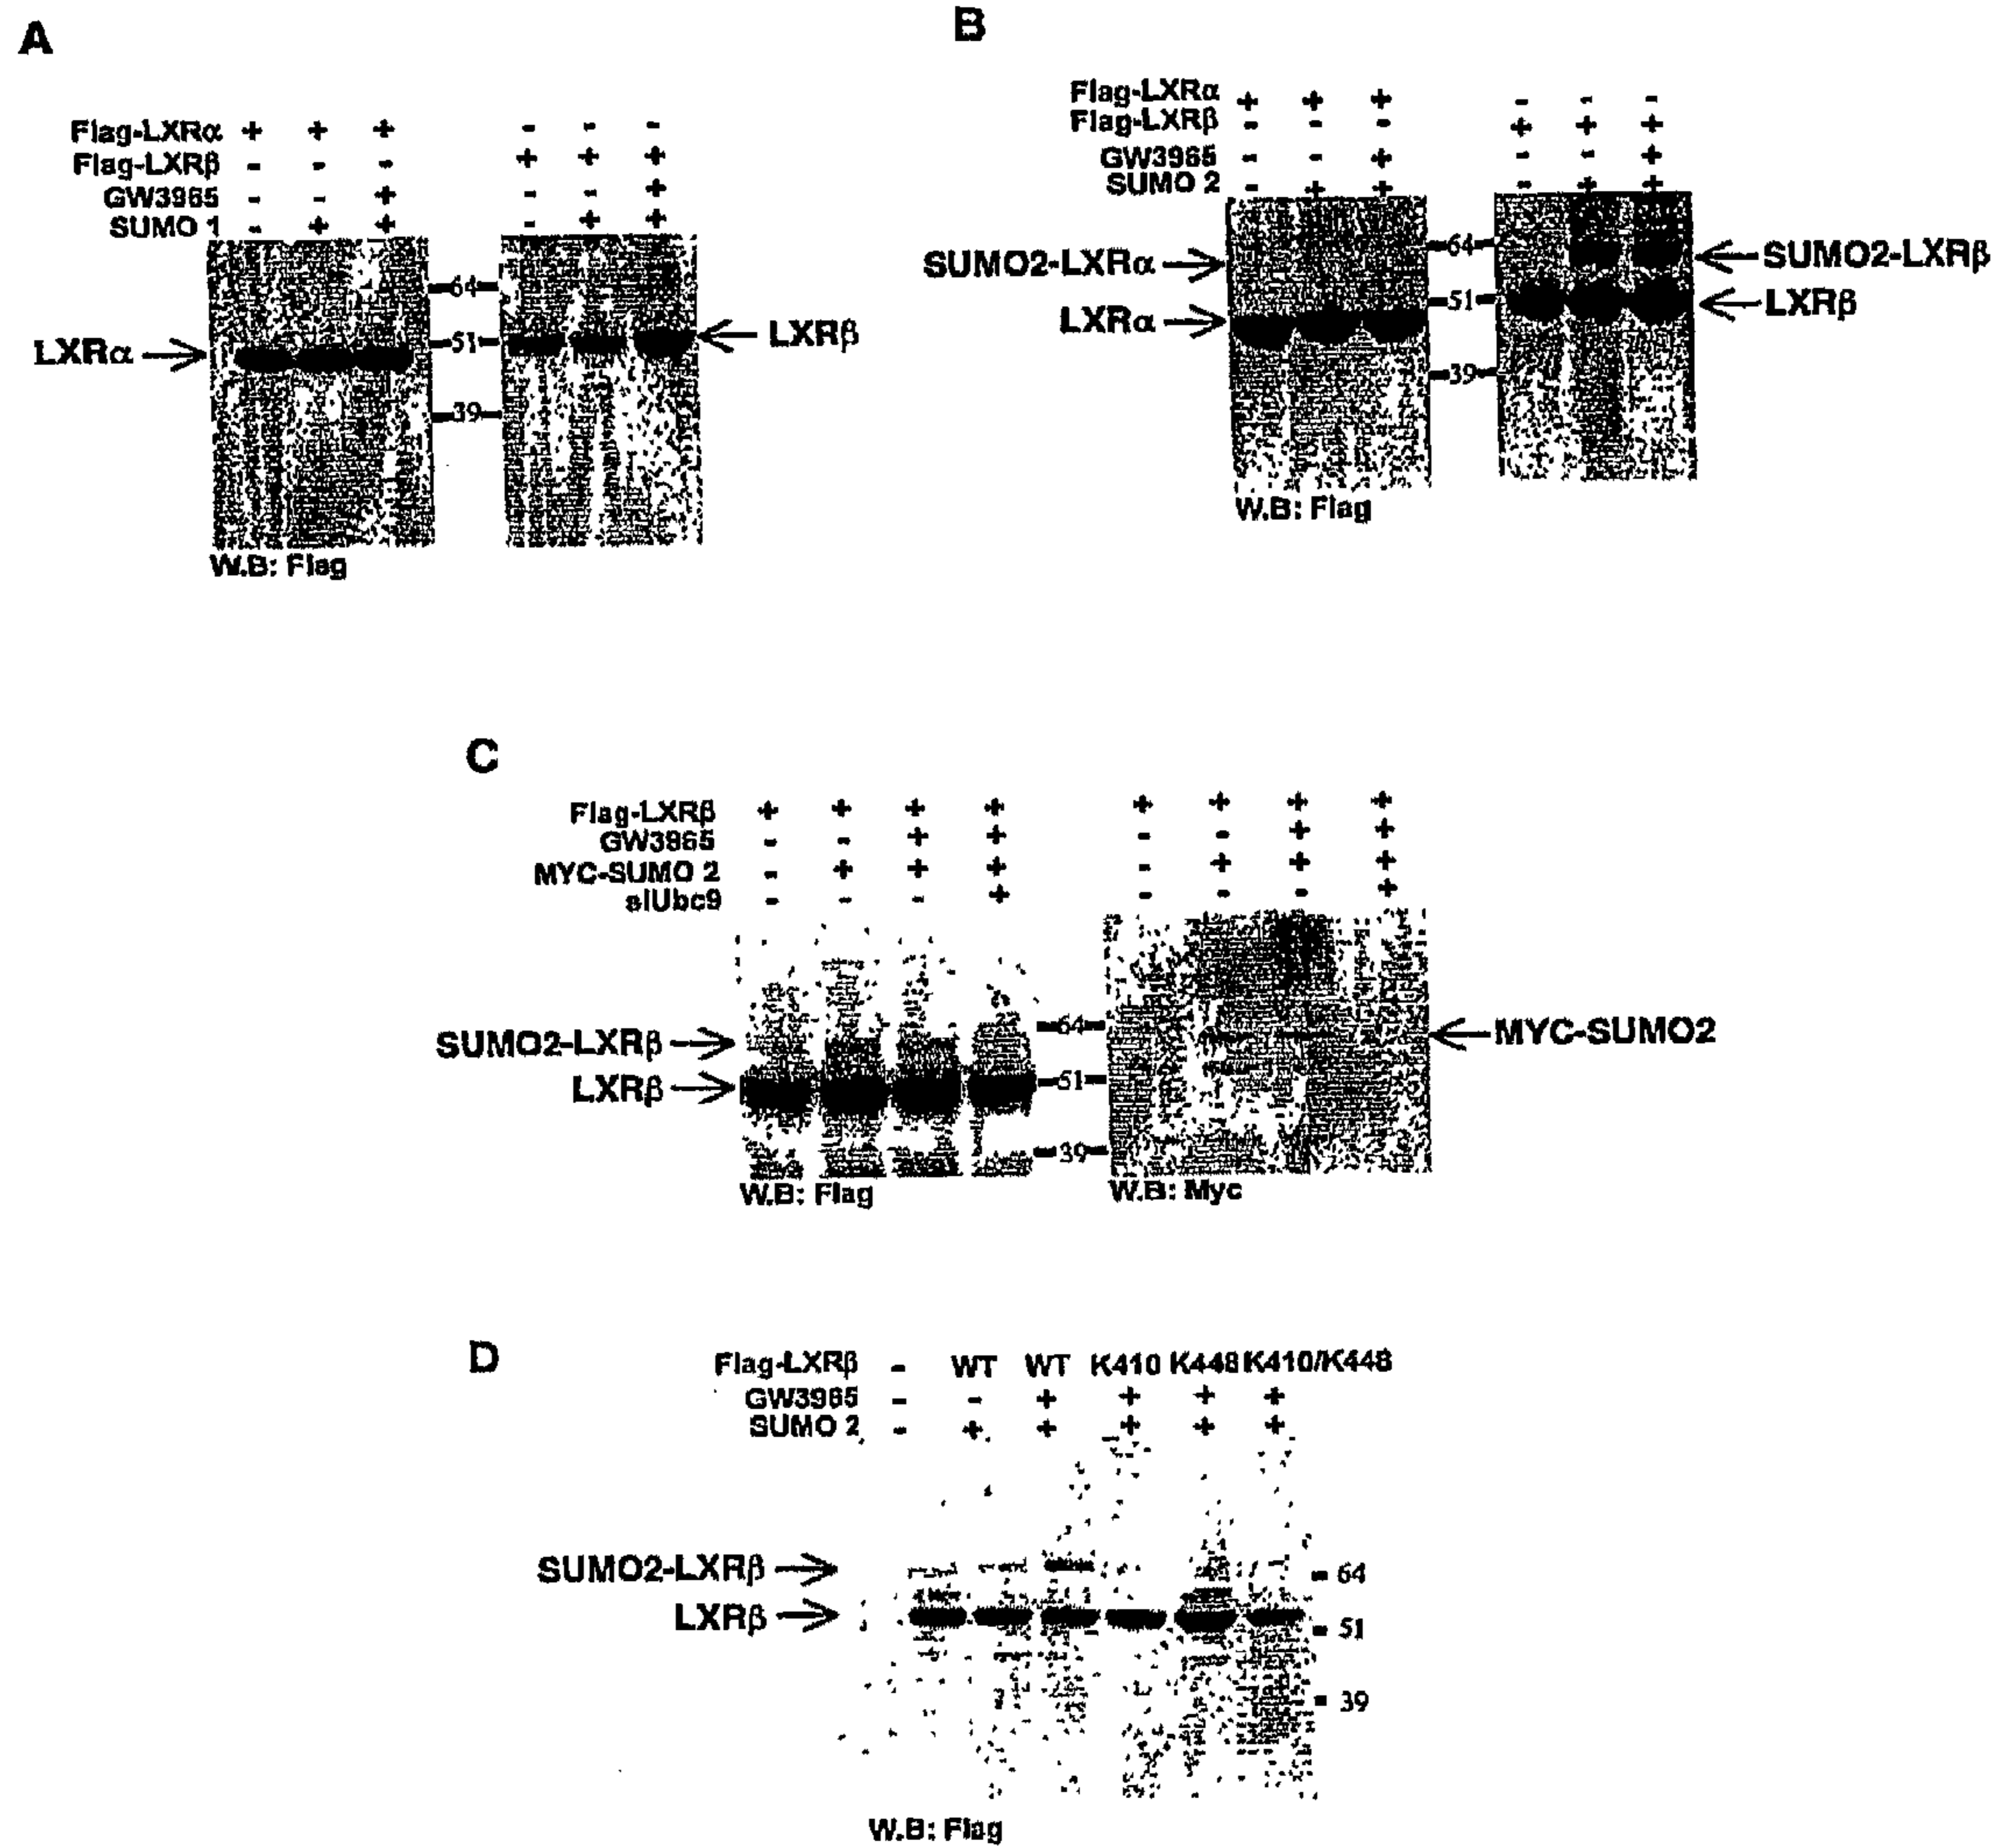 A
Flag-LXRα + + + - - -
Flag-LXRβ - - - + + +
GW3965 - - + - - +
SUMO 1 - + + - + +
64
LXRα
51
LXRβ
39
W.B: Flag
B
Flag-LXRα + + + - - -
Flag-LXRβ - - - + + +
GW3965 - - + - - +
SUMO 2 - + + - + +
SUMO2-LXRα
64
SUMO2-LXRβ
LXRα
51
LXRβ
39
W.B: Flag
C
Flag-LXRβ + + + + + + + +
GW3965 - - + + - - + +
MYC-SUMO 2 - + + + - + + +
siUbc9 - - - + - - - +
SUMO2-LXRβ
64
MYC-SUMO2
LXRβ
51
39
W.B: Flag
W.B: Myc
D
Flag-LXRβ - WT WT K410 K448 K410/K448
GW3965 - - + + + +
SUMO 2 - + + + + +
SUMO2-LXRβ
64
LXRβ
51
39
W.B: Flag